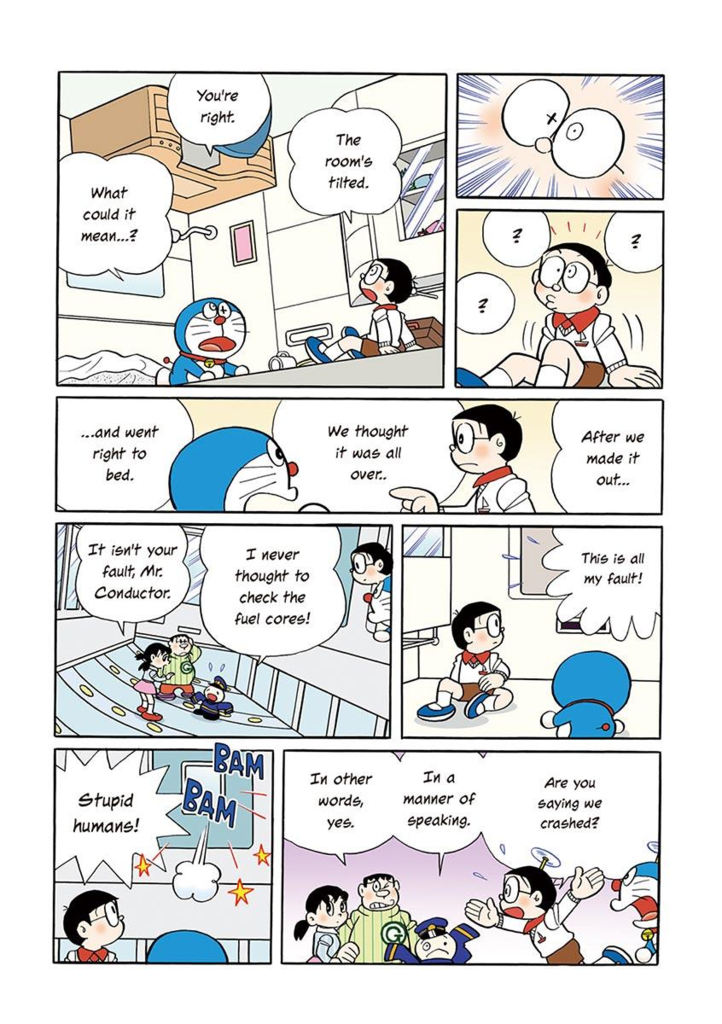 ?
?
?
The
room's
tilted.
You're
right.
What
could it
mean...?
After we
made it
out...
We thought
it was all
over..
...and went
right to
bed.
This is all
my fault!
I never
thought to
check the
fuel cores!
It isn't your
fault, Mr.
Conductor.
G
Are you
saying we
crashed?
In a
manner of
speaking.
In other
words,
yes.
G
BAM
BAM
Stupid
humans!